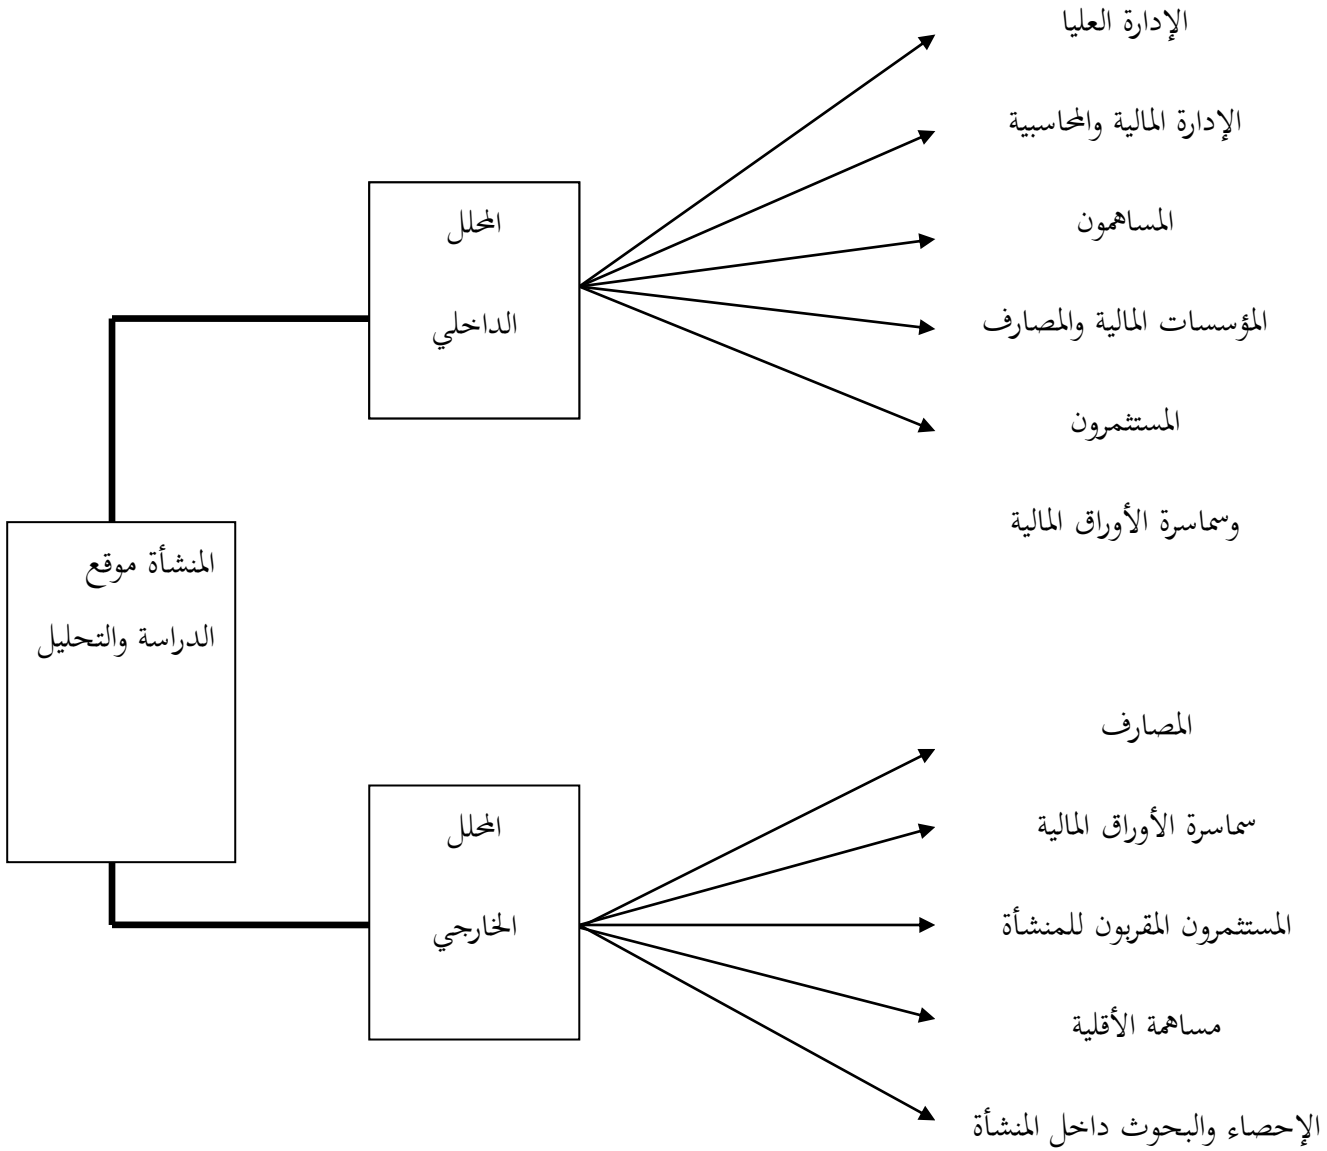 الإدارة العليا
الإدارة المالية والمحاسبية
المساهمون
المؤسسات المالية والمصارف
المستثمرون
وسماسرة الأوراق المالية
المحلل
الداخلي
المنشأة موقع
الدراسة والتحليل
المصارف
سماسرة الأوراق المالية
المستثمرون المقربون للمنشأة
مساهمة الأقلية
الإحصاء والبحوث داخل المنشأة
المحلل
الخارجي